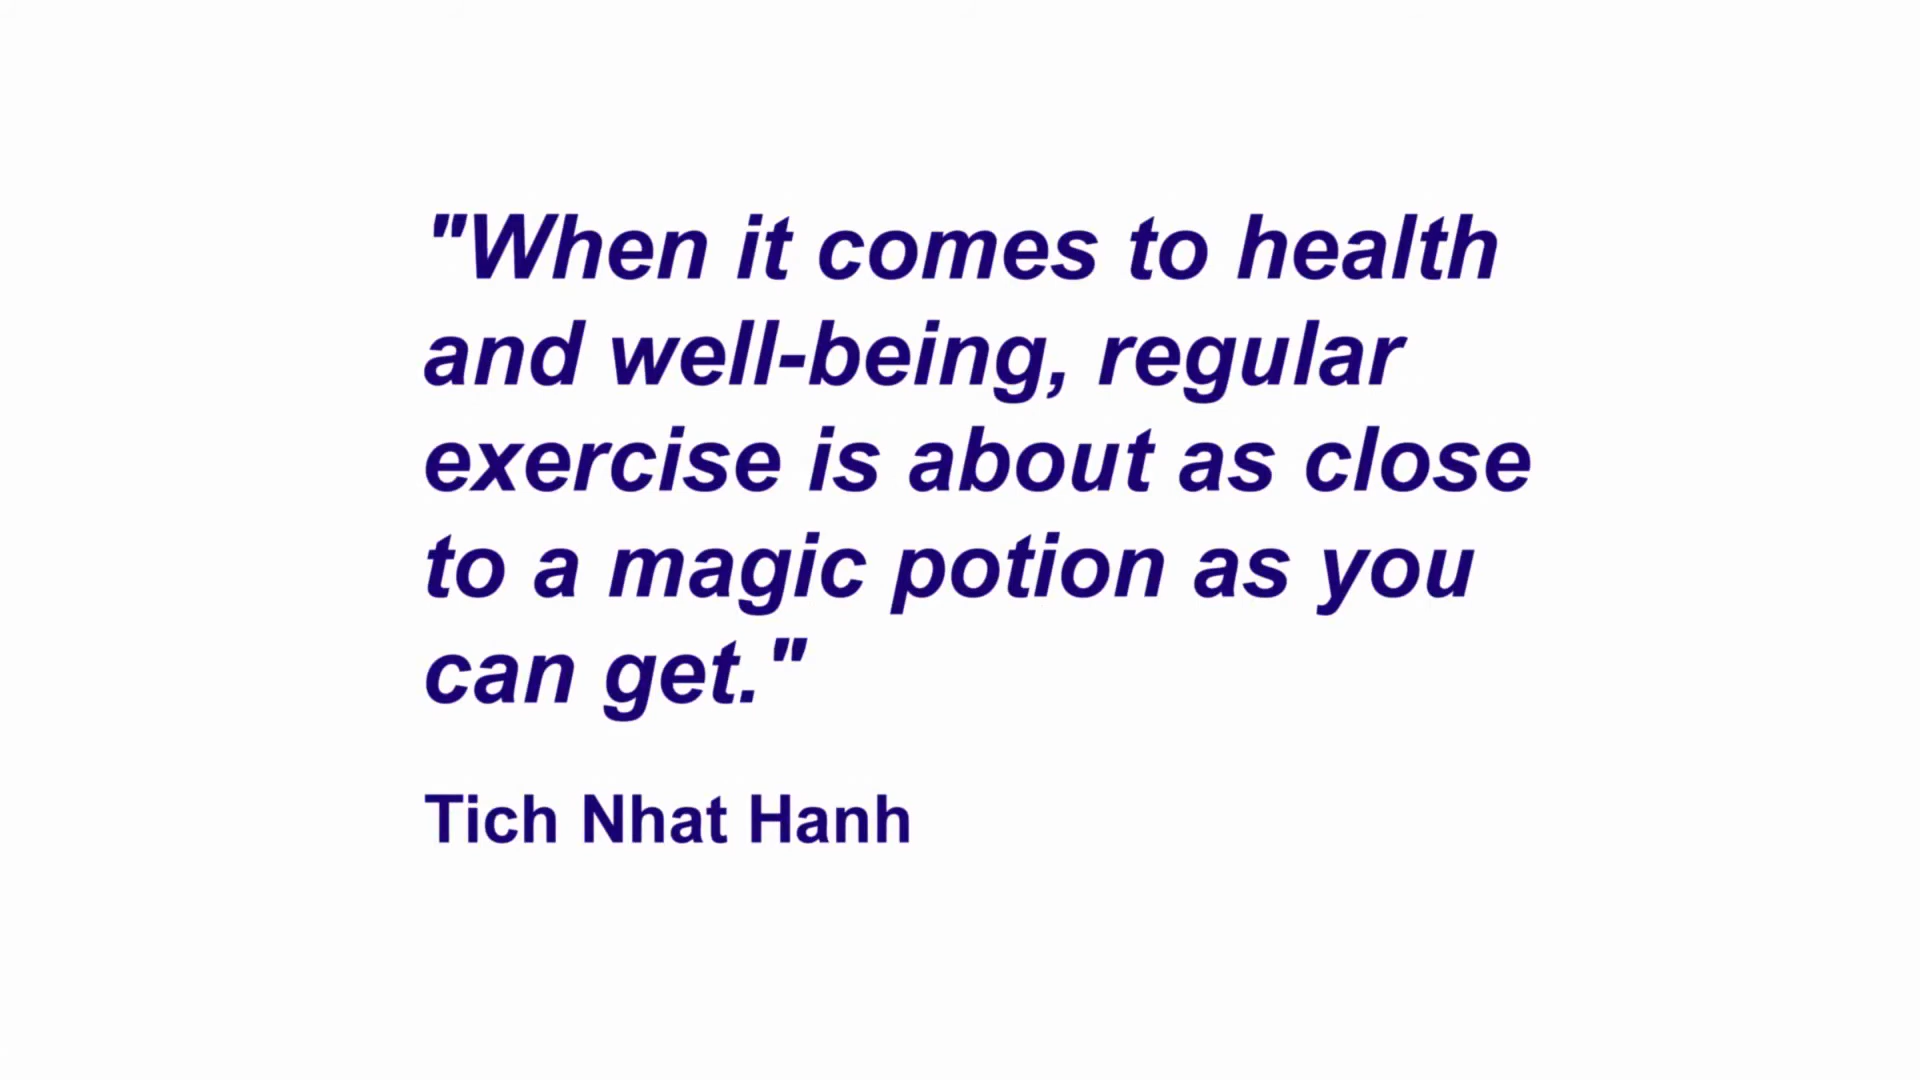 "When it comes to health
and well-being, regular
exercise is about as close
to a magic potion as you
can get."
Tich Nhat Hanh